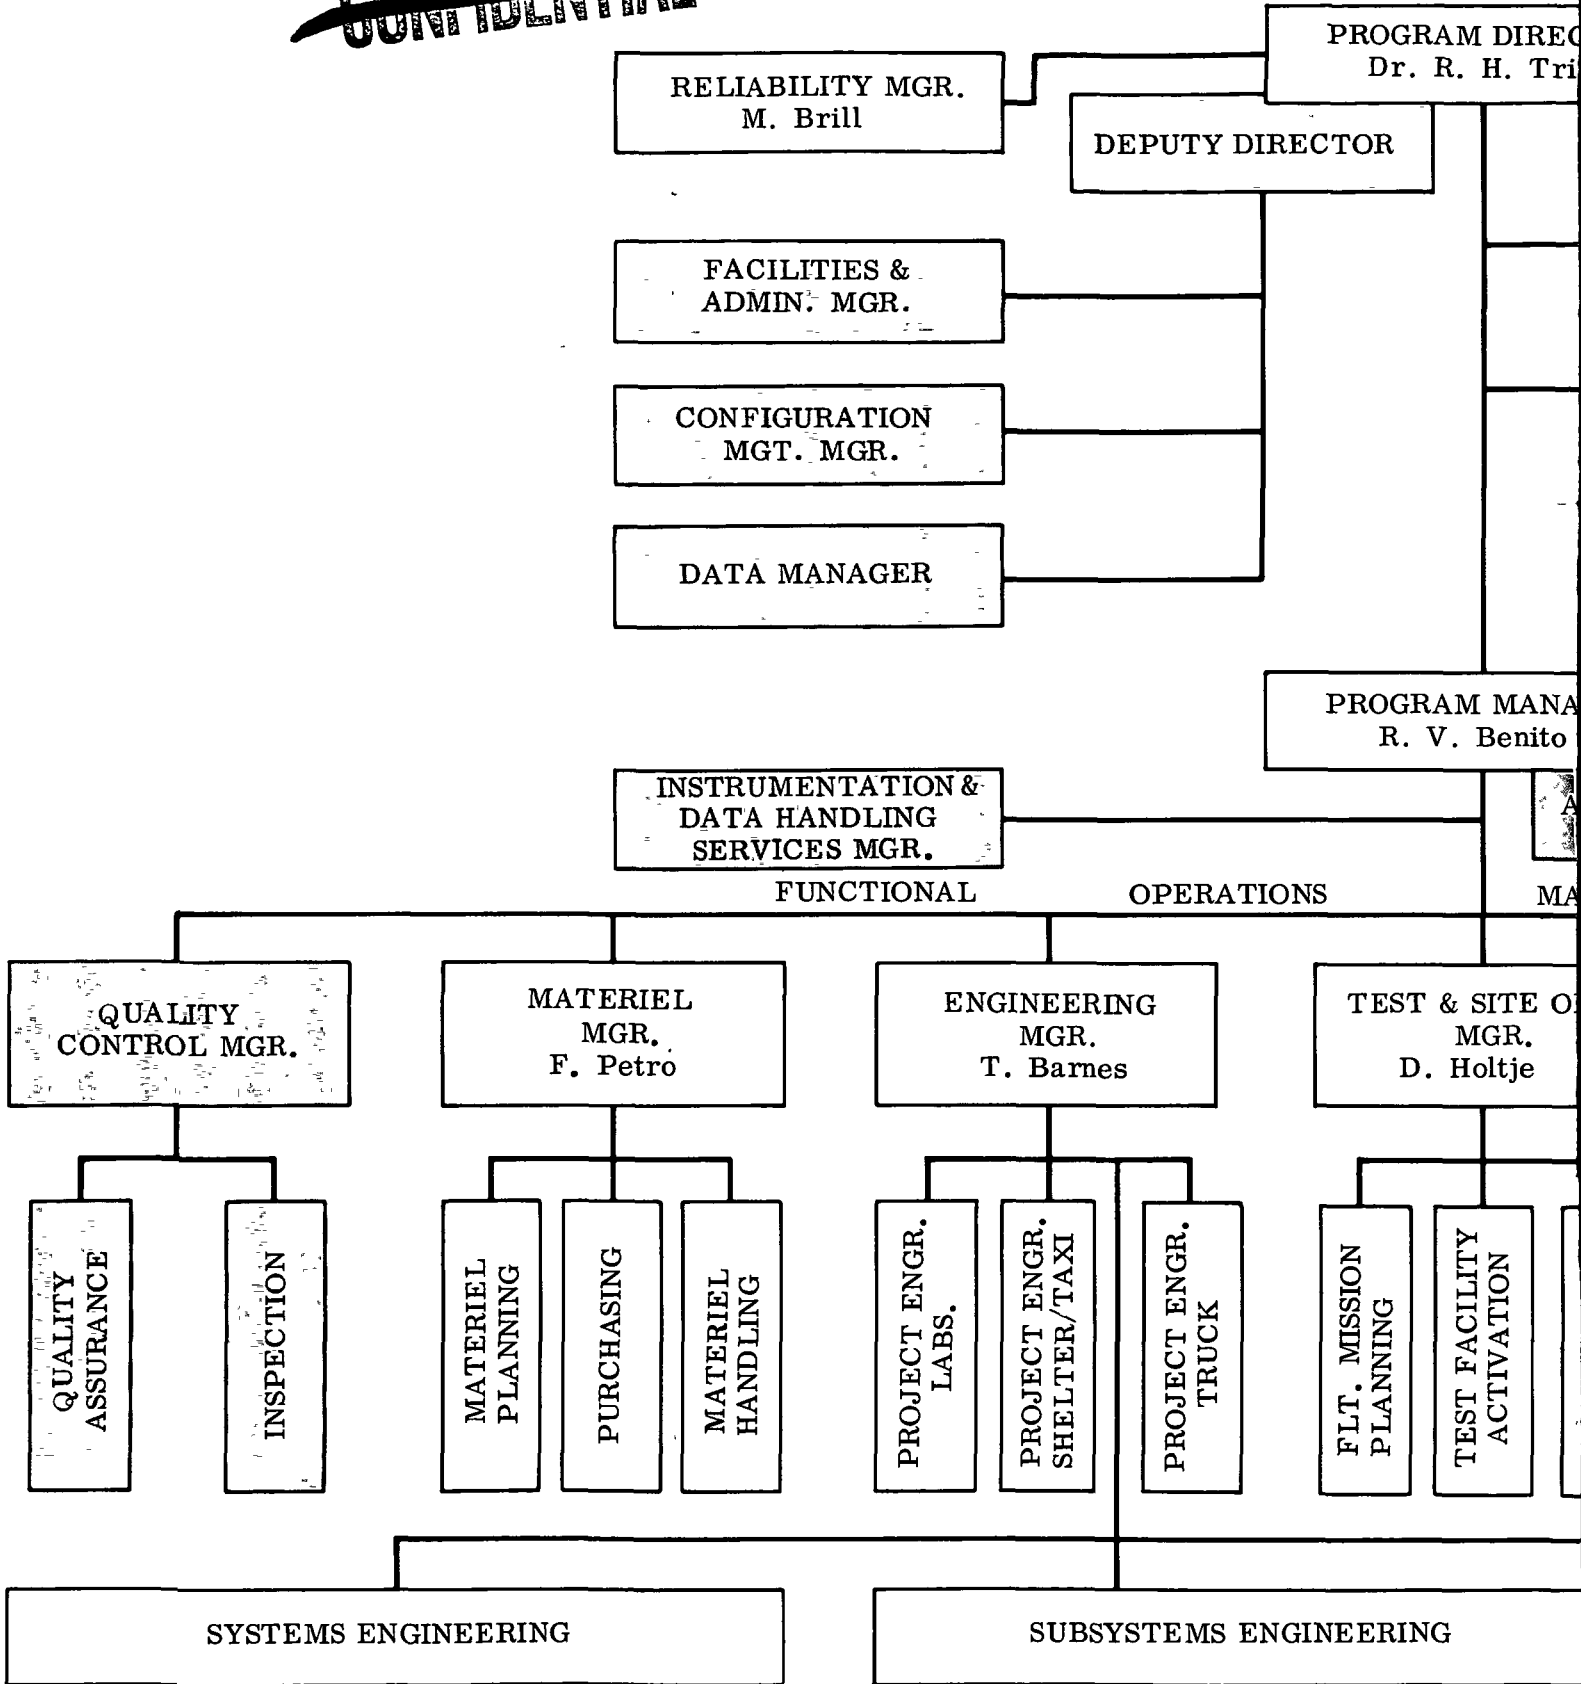 CONFIDENTIAL
PROGRAM DIREC
Dr. R. H. Tri
RELIABILITY MGR.
M. Brill
DEPUTY DIRECTOR
FACILITIES &
ADMIN. MGR.
CONFIGURATION
MGT. MGR.
DATA MANAGER
PROGRAM MANA
R. V. Benito
A
INSTRUMENTATION &
DATA HANDLING
SERVICES MGR.
FUNCTIONAL OPERATIONS MA
QUALITY
CONTROL MGR.
MATERIEL
MGR.
F. Petro
ENGINEERING
MGR.
T. Barnes
TEST & SITE O
MGR.
D. Holtje
QUALITY
ASSURANCE
INSPECTION
MATERIEL
PLANNING
PURCHASING
MATERIEL
HANDLING
PROJECT ENGR.
LABS.
PROJECT ENGR.
SHELTER/TAXI
PROJECT ENGR.
TRUCK
FLT. MISSION
PLANNING
TEST FACILITY
ACTIVATION
SYSTEMS ENGINEERING
SUBSYSTEMS ENGINEERING